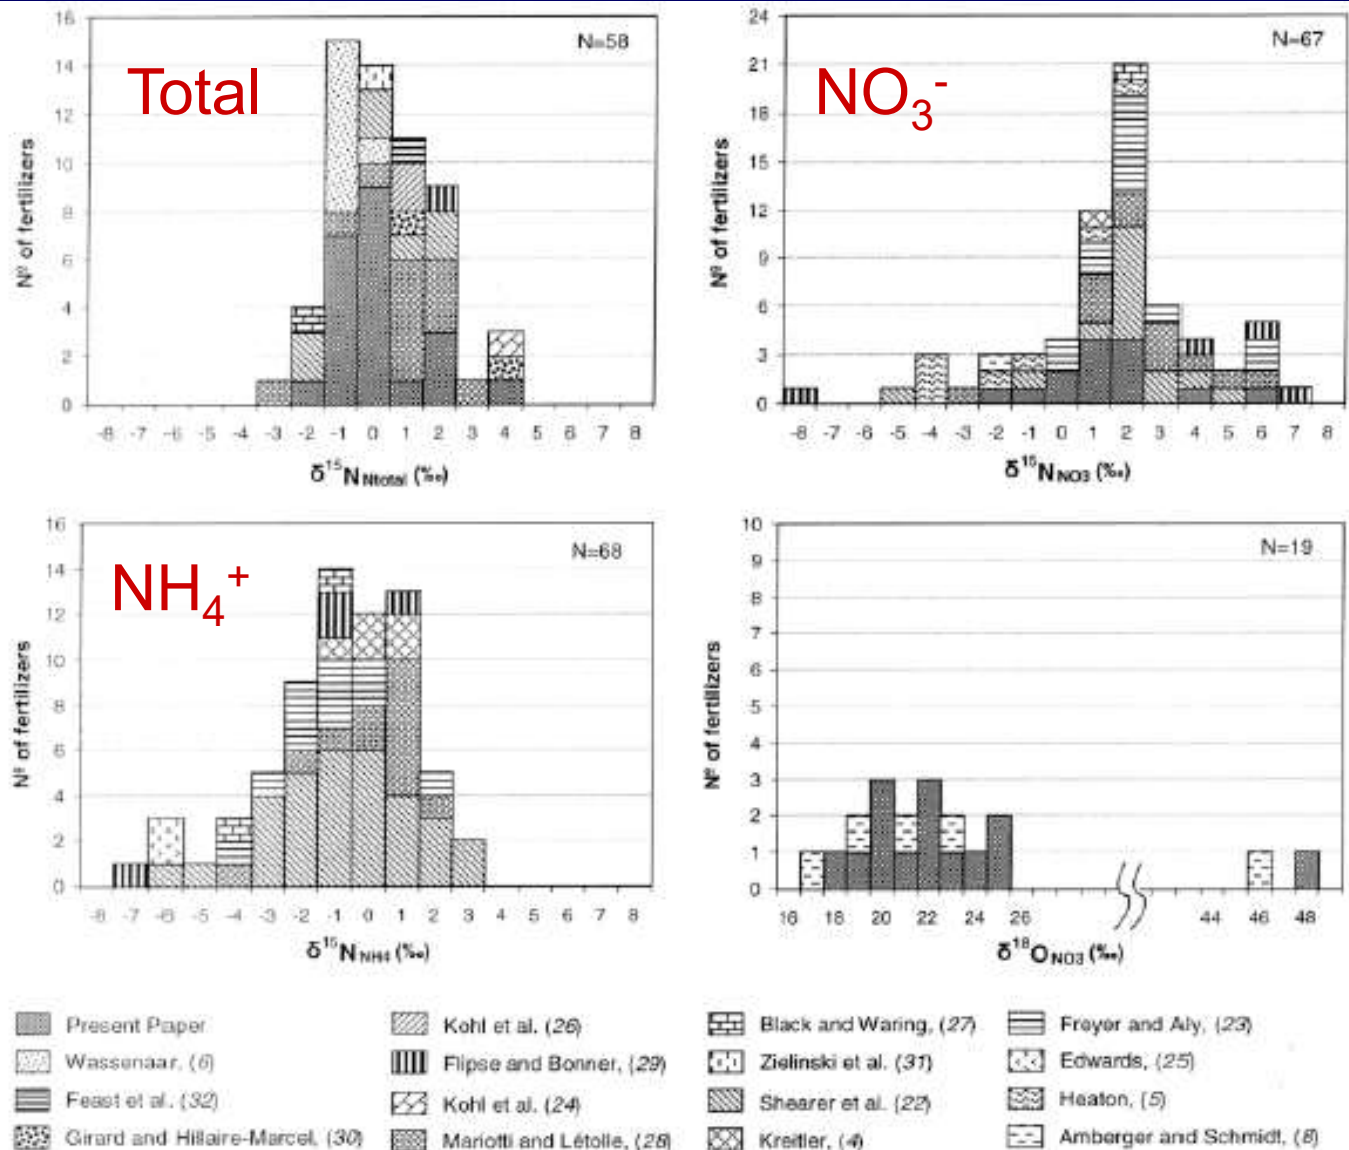 16
14
12
10
8
6
4
2
0
Nº of fertilizers
Total
N=58
-8 -7 -6 -5 -4 -3 -2 -1 0 1 2 3 4 5 6 7 8
δ¹⁵N Ntotal (‰)
24
21
18
15
12
9
6
3
0
Nº of fertilizers
NO₃⁻
N=67
-8 -7 -6 -5 -4 -3 -2 -1 0 1 2 3 4 5 6 7 8
δ¹⁵N NO3 (‰)
16
14
12
10
8
6
4
2
0
Nº of fertilizers
NH₄⁺
N=68
-8 -7 -6 -5 -4 -3 -2 -1 0 1 2 3 4 5 6 7 8
δ¹⁵N NH4 (‰)
10
9
8
7
6
5
4
3
2
1
0
Nº of fertilizers
N=19
16 18 20 22 24 26 44 46 48
δ¹⁸O NO3 (‰)
Present Paper
Wassenaar, (6)
Feast et al. (32)
Girard and Hillaire-Marcel, (30)
Kohl et al. (26)
Flipse and Bonner, (29)
Kohl et al. (24)
Mariotti and Létolle, (28)
Black and Waring, (27)
Zielinski et al. (31)
Shearer et al. (22)
Kreitler, (4)
Freyer and Aly, (23)
Edwards, (25)
Heaton, (5)
Amberger and Schmidt, (8)